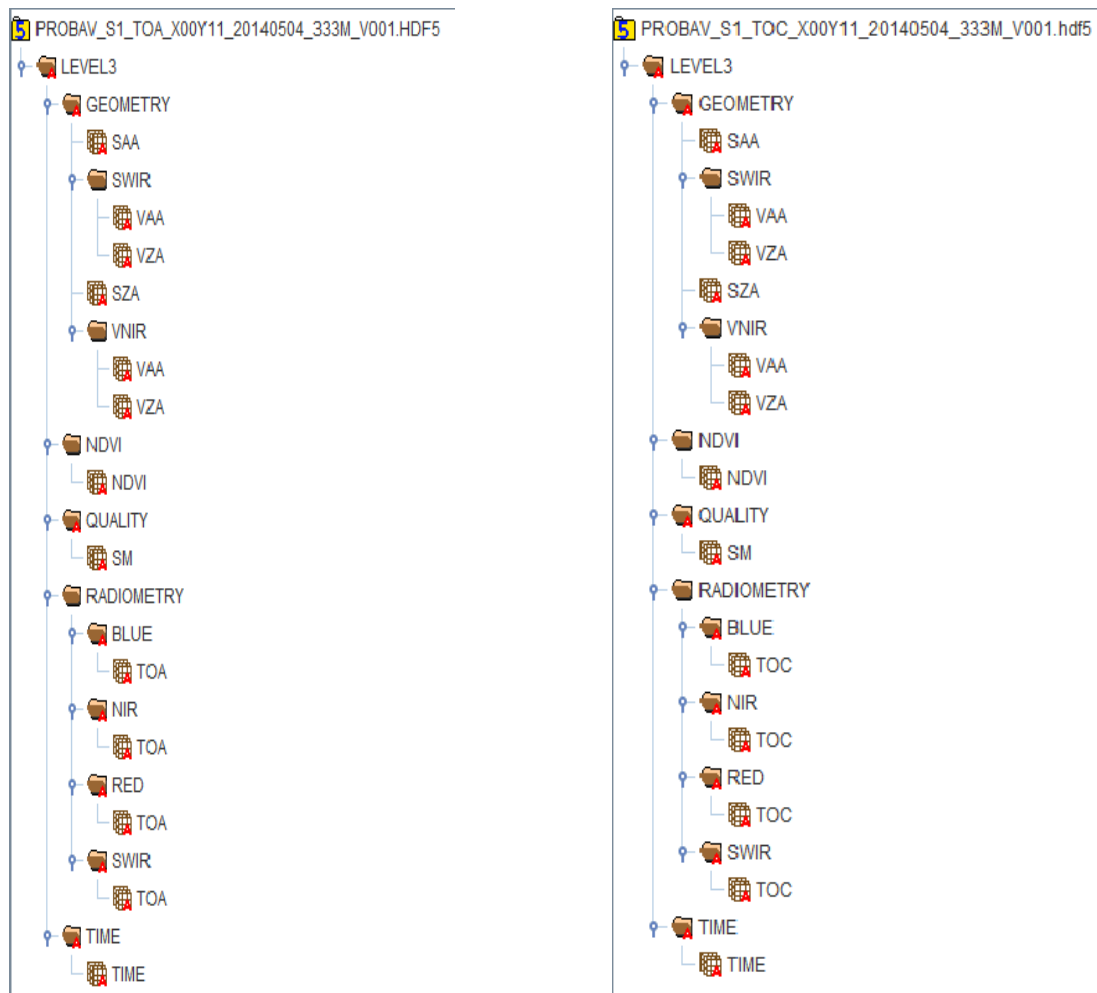 PROBAV_S1_TOA_X00Y11_20140504_333M_V001.HDF5
LEVEL3
GEOMETRY
SAA
SWIR
VAA
VZA
SZA
VNIR
VAA
VZA
NDVI
NDVI
QUALITY
SM
RADIOMETRY
BLUE
TOA
NIR
TOA
RED
TOA
SWIR
TOA
TIME
TIME
PROBAV_S1_TOC_X00Y11_20140504_333M_V001.hdf5
LEVEL3
GEOMETRY
SAA
SWIR
VAA
VZA
SZA
VNIR
VAA
VZA
NDVI
NDVI
QUALITY
SM
RADIOMETRY
BLUE
TOC
NIR
TOC
RED
TOC
SWIR
TOC
TIME
TIME